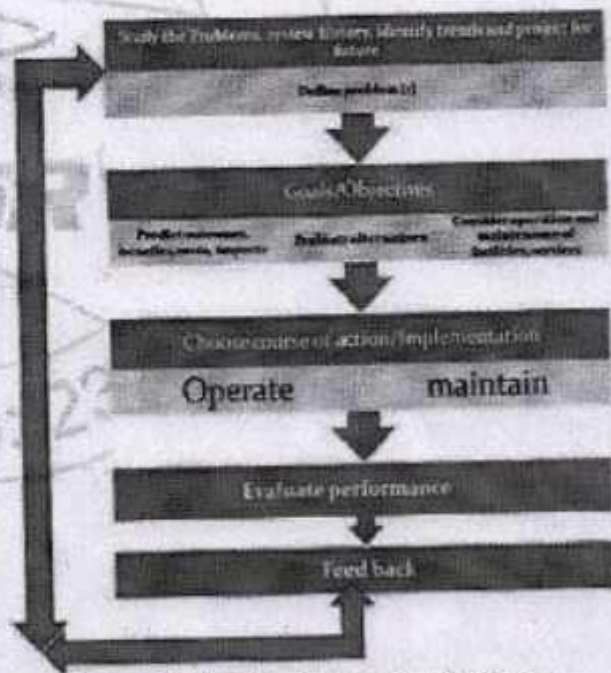 Study the Problems, review history, identify trends and project for
future
Define problem (s)
Goals/Objectives
Predict outcomes,
benefits, costs, impacts
Evaluate alternatives
Consider operations and
maintenance of
facilities, services
Choose course of action/Implementation
Operate
maintain
Evaluate performance
Feed back